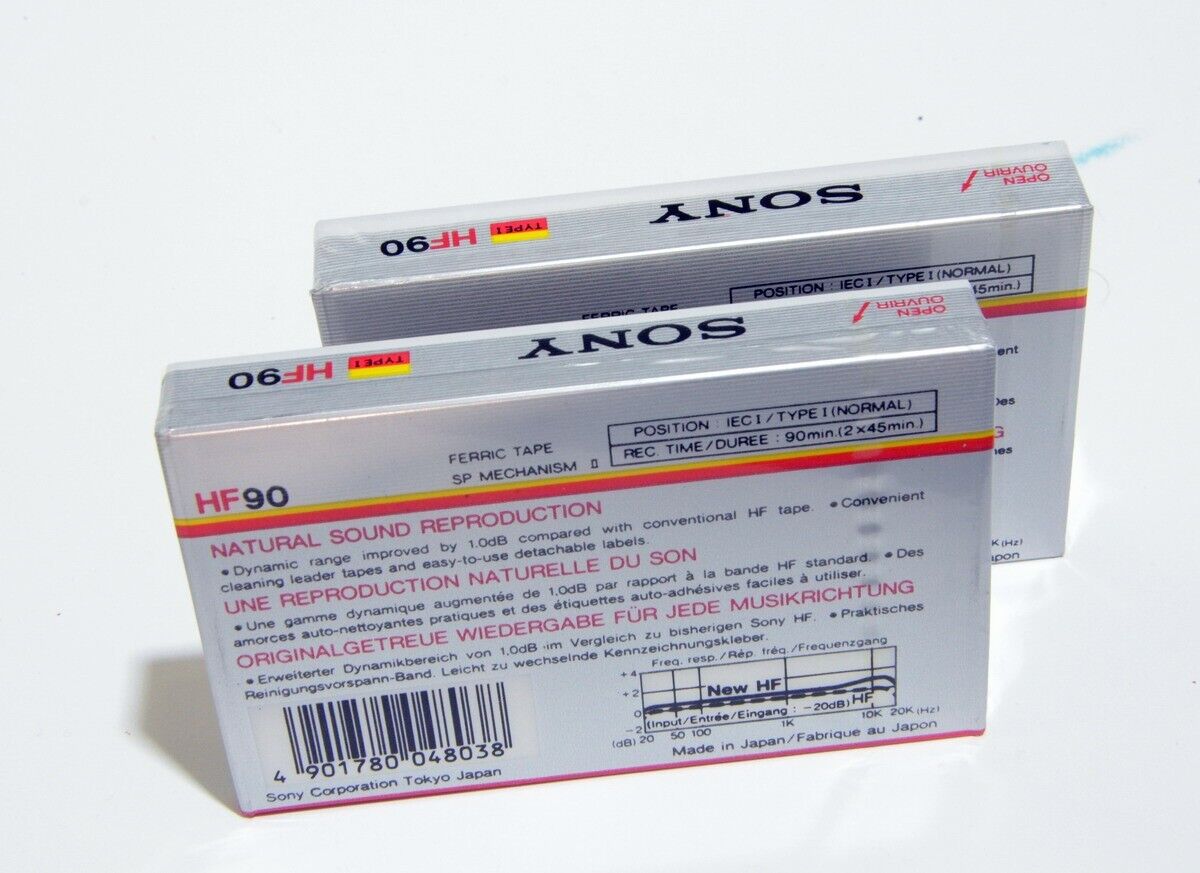 OPEN
OUVRIR
SONY
TYPE I
HF90
POSITION : IEC I / TYPE I (NORMAL)
45min.)
FERRIC TAPE
ent
Des
G
hes
K (Hz)
apon
OPEN
OUVRIR
SONY
TYPE I
HF90
FERRIC TAPE
SP MECHANISM II
POSITION : IEC I / TYPE I (NORMAL)
REC. TIME / DUREE : 90min. (2×45min.)
HF90
NATURAL SOUND REPRODUCTION
• Dynamic range improved by 1.0dB compared with conventional HF tape. • Convenient
cleaning leader tapes and easy-to-use detachable labels.
UNE REPRODUCTION NATURELLE DU SON
• Une gamme dynamique augmentée de 1,0dB par rapport à la bande HF standard. • Des
amorces auto-nettoyantes pratiques et des étiquettes auto-adhésives faciles à utiliser.
ORIGINALGETREUE WIEDERGABE FÜR JEDE MUSIKRICHTUNG
• Erweiterter Dynamikbereich von 1,0dB im Vergleich zu bisherigen Sony HF. • Praktisches
Reinigungsvorspann-Band. Leicht zu wechselnde Kennzeichnungskleber.
Freq. resp. / Rép. fréq. / Frequenzgang
+4
+2
0
-2
(dB)
New HF
HF
(Input/Entrée/Eingang : -20dB)
20 50 100 1K 10K 20K (Hz)
Made in Japan / Fabrique au Japon
4 901780 048038
Sony Corporation Tokyo Japan